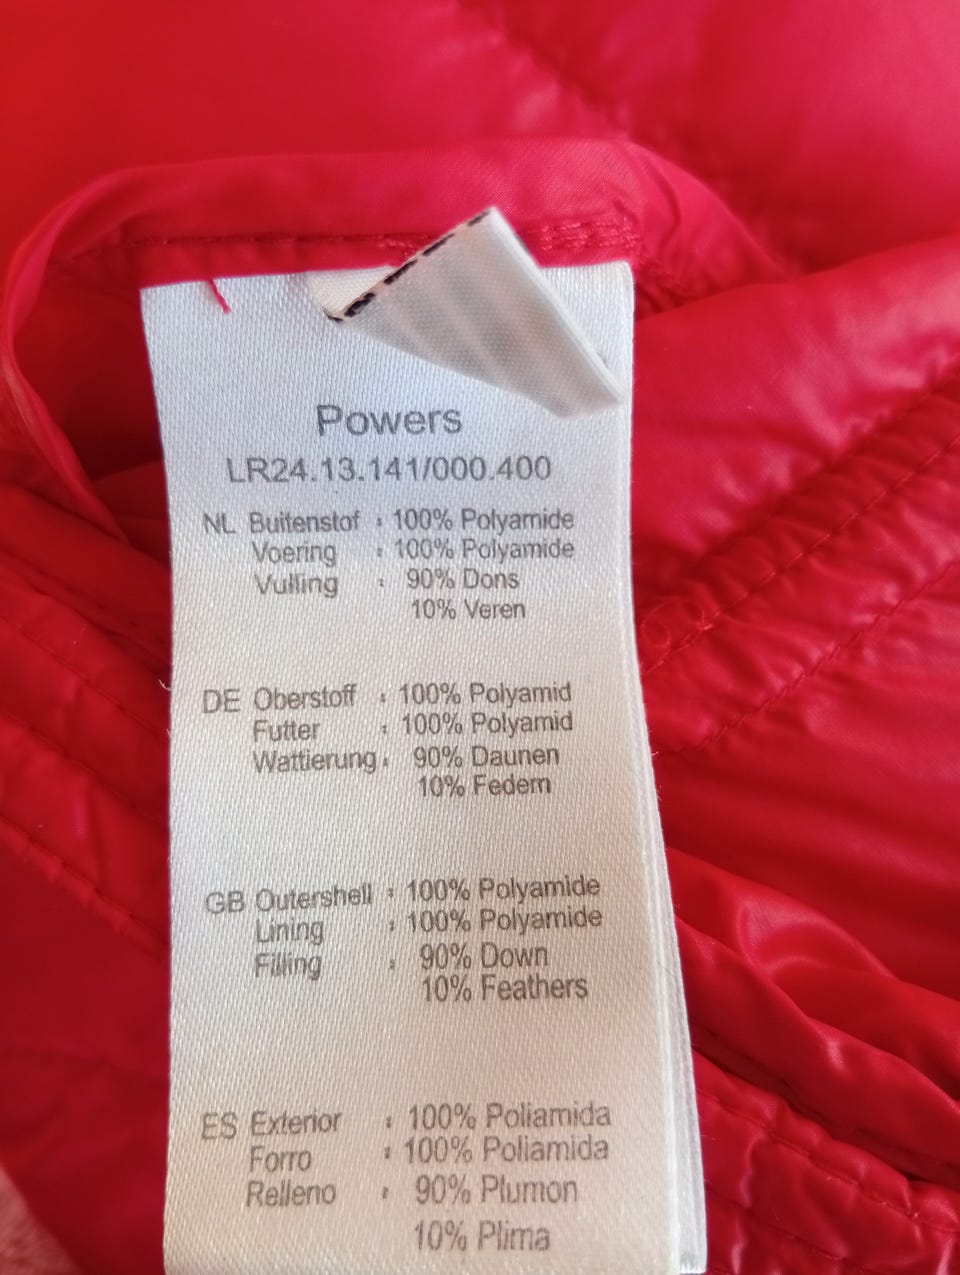 Powers
LR24.13.141/000.400
NL Buitenstof : 100% Polyamide
Voering : 100% Polyamide
Vulling : 90% Dons
10% Veren
DE Oberstoff : 100% Polyamid
Futter : 100% Polyamid
Wattierung : 90% Daunen
10% Federn
GB Outershell : 100% Polyamide
Lining : 100% Polyamide
Filling : 90% Down
10% Feathers
ES Exterior : 100% Poliamida
Forro : 100% Poliamida
Relleno : 90% Plumon
10% Plima